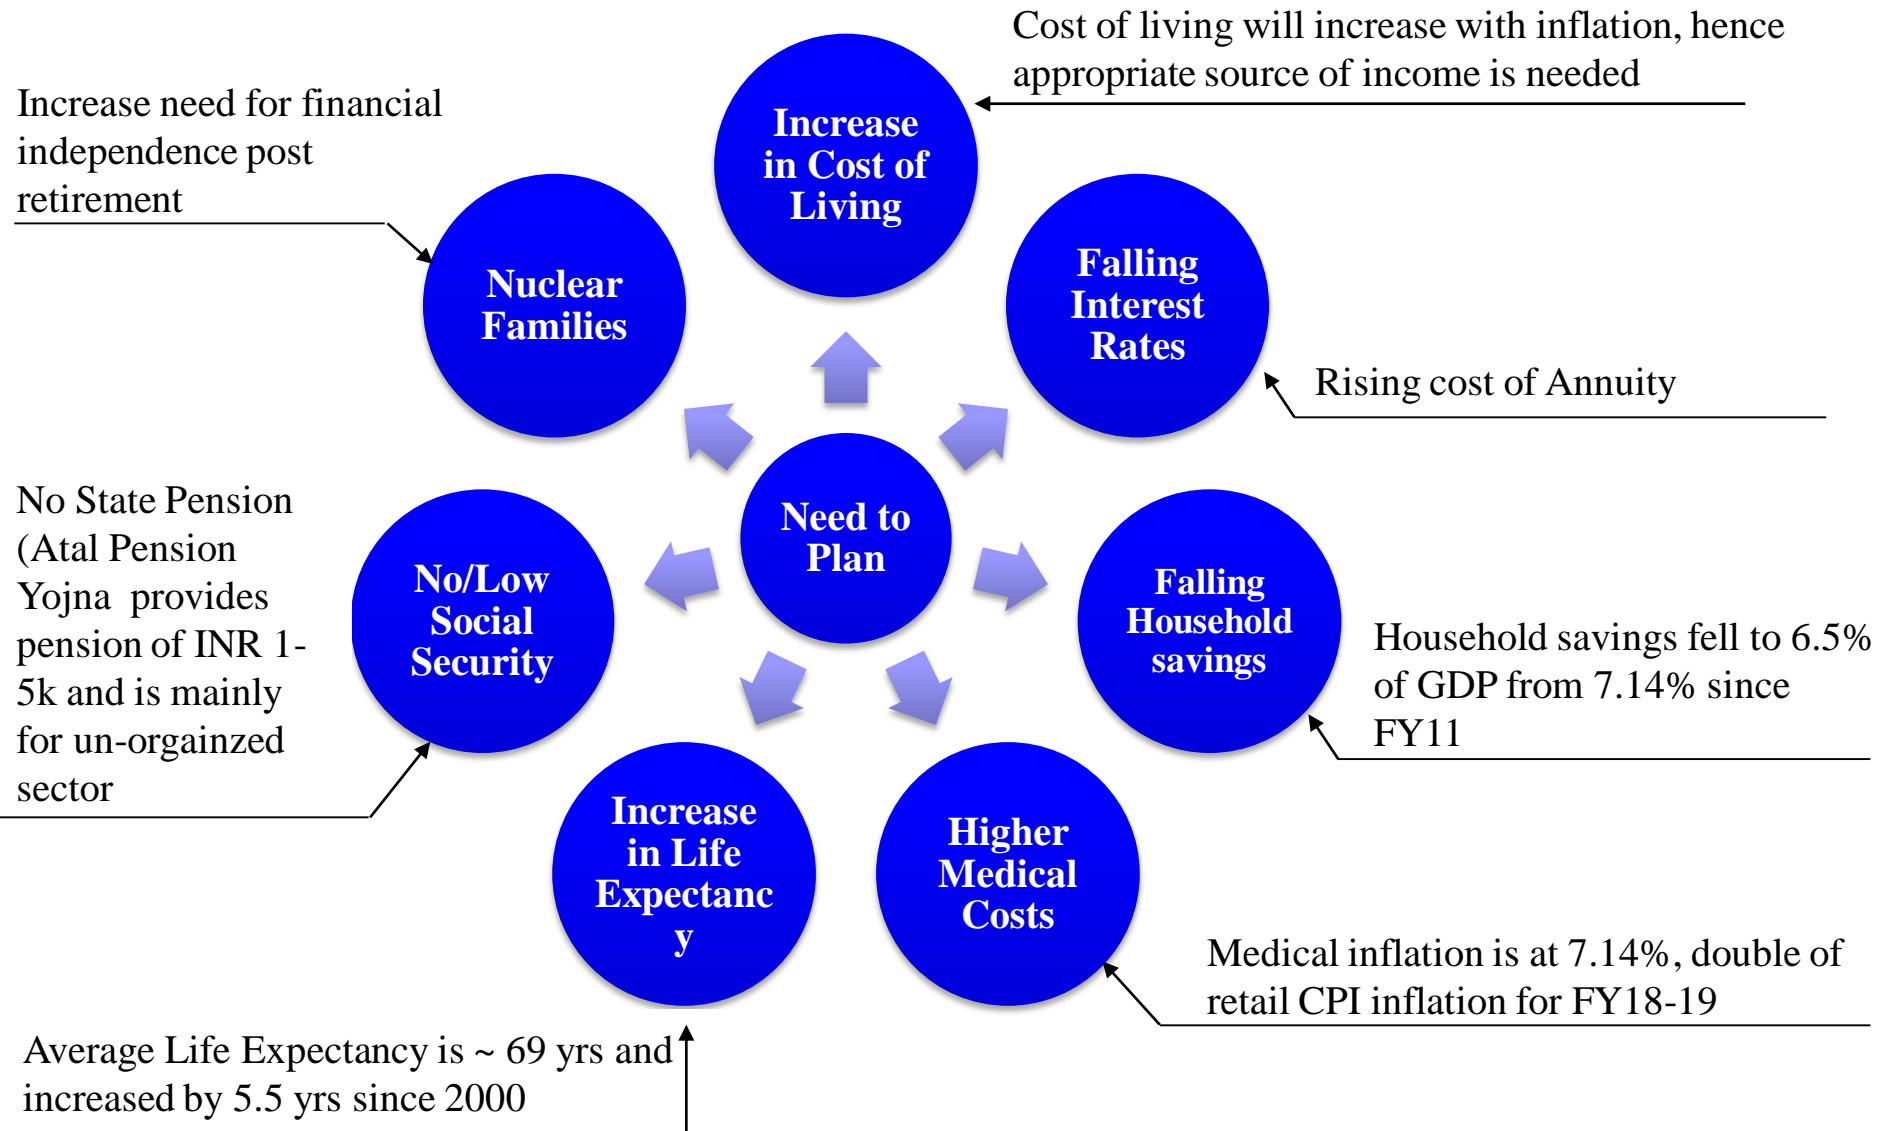 Cost of living will increase with inflation, hence
appropriate source of income is needed
Increase need for financial
independence post
retirement
Increase
in Cost of
Living
Nuclear
Families
Falling
Interest
Rates
Rising cost of Annuity
No State Pension
(Atal Pension
Yojna provides
pension of INR 1-
5k and is mainly
for un-orgainzed
sector
No/Low
Social
Security
Need to
Plan
Falling
Household
savings
Household savings fell to 6.5%
of GDP from 7.14% since
FY11
Increase
in Life
Expectanc
y
Higher
Medical
Costs
Medical inflation is at 7.14%, double of
retail CPI inflation for FY18-19
Average Life Expectancy is ~ 69 yrs and
increased by 5.5 yrs since 2000